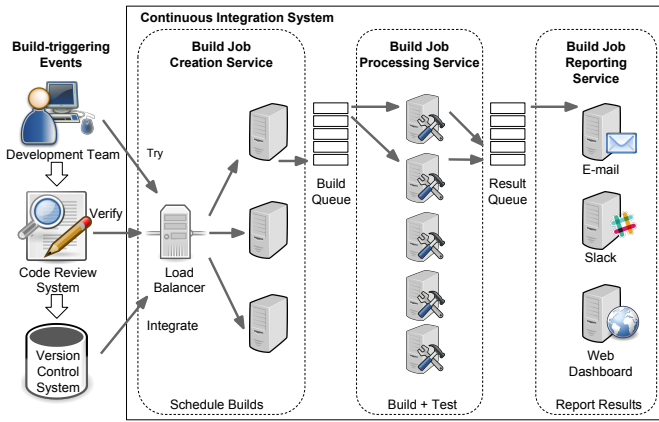 Continuous Integration System
Build-triggering
Events
Development Team
Code Review
System
Version
Control
System
Try
Verify
Integrate
Build Job
Creation Service
Load
Balancer
Schedule Builds
Build
Queue
Build Job
Processing Service
Build + Test
Result
Queue
Build Job
Reporting
Service
E-mail
Slack
Web
Dashboard
Report Results